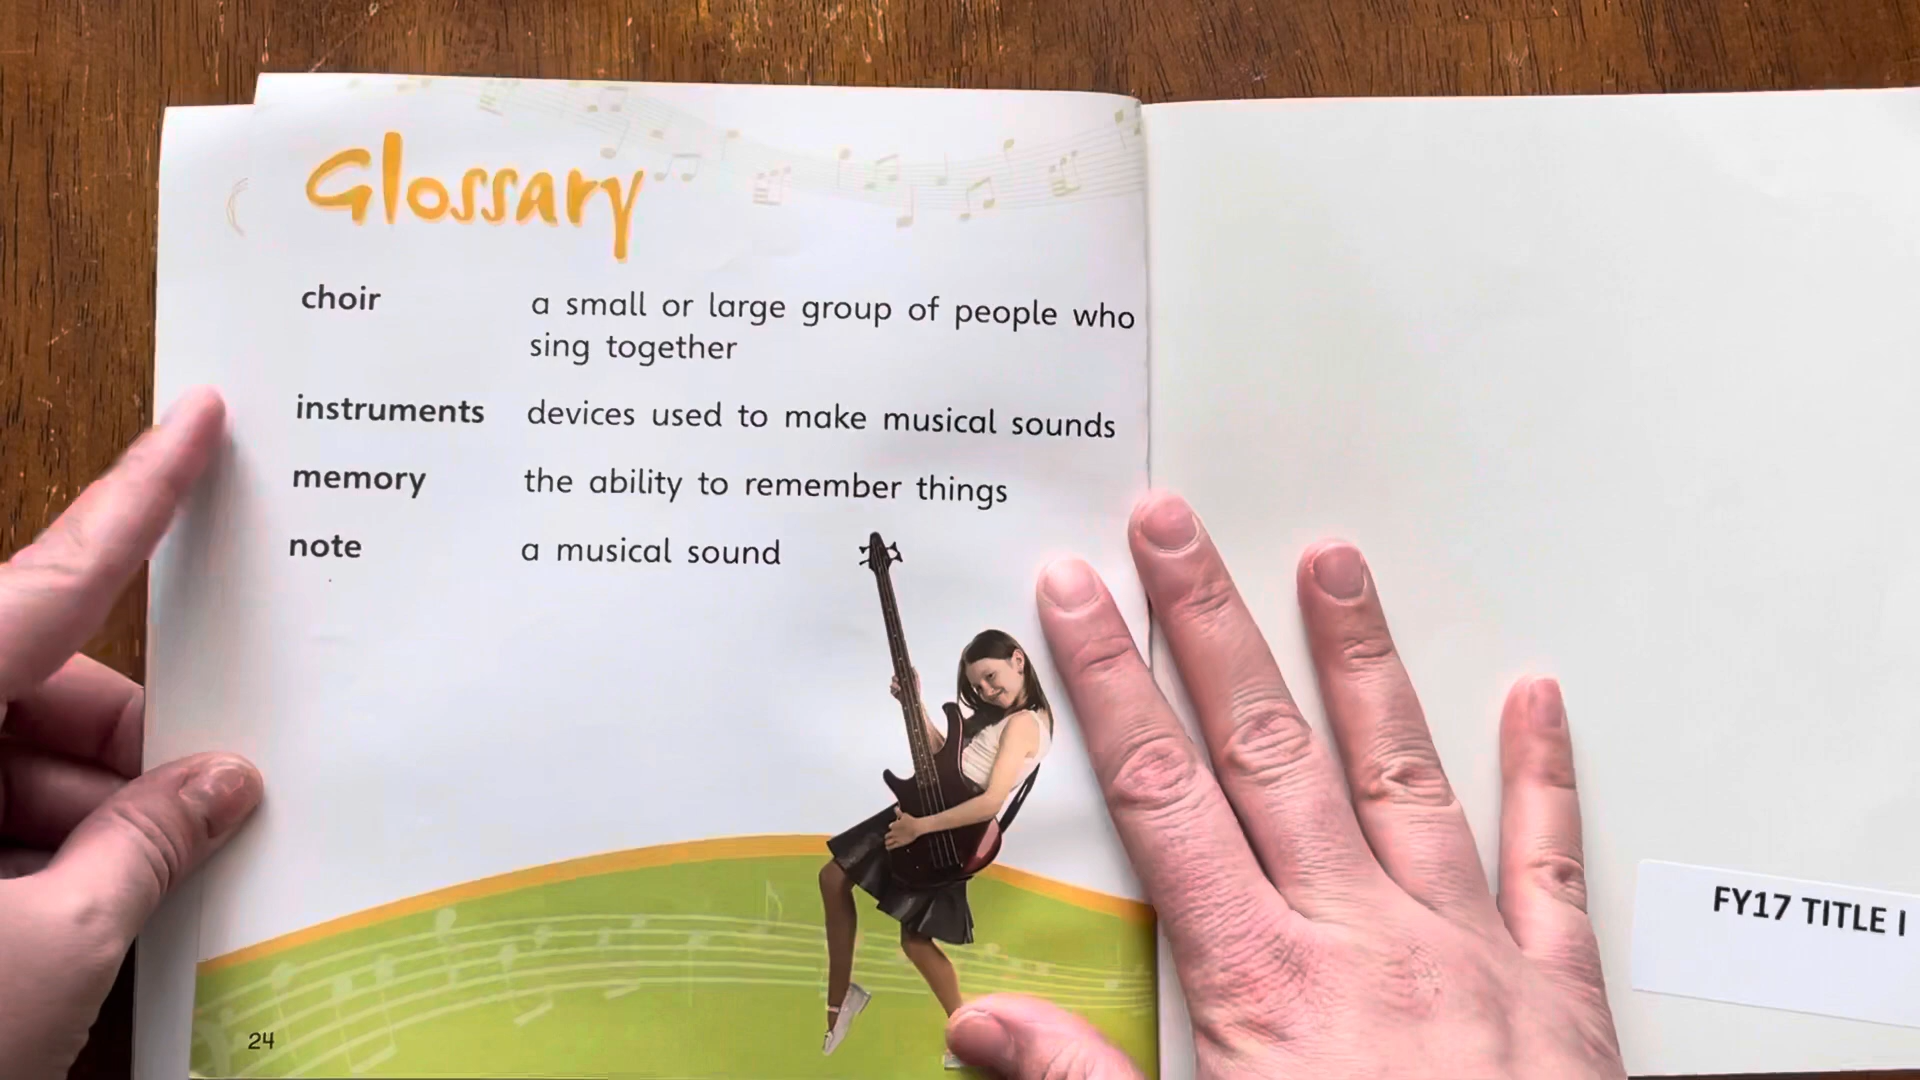 Glossary
choir a small or large group of people who
sing together
instruments devices used to make musical sounds
memory the ability to remember things
note a musical sound
24
FY17 TITLE I